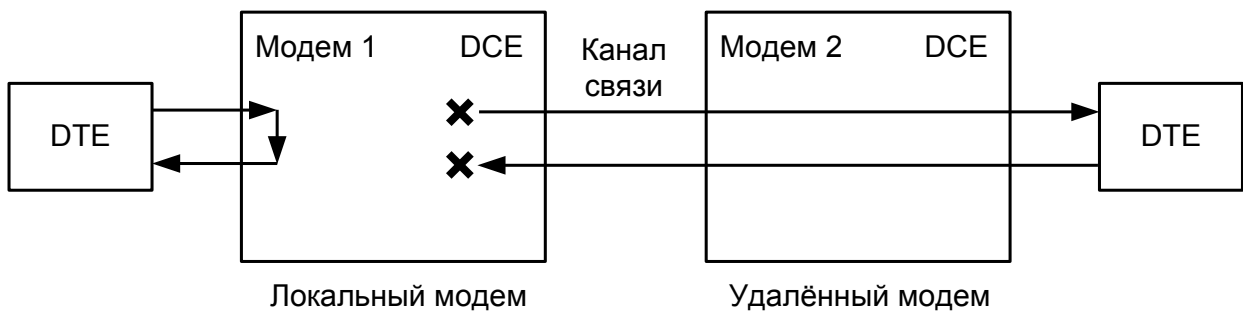 Модем 1 DCE
Канал
связи
Модем 2 DCE
DTE
DTE
Локальный модем
Удалённый модем